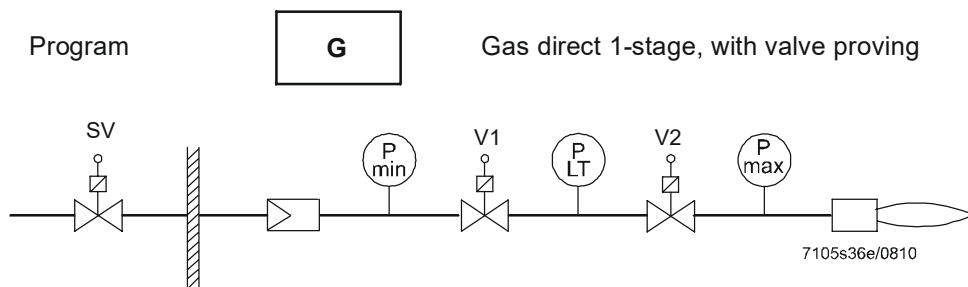 Program G Gas direct 1-stage, with valve proving
SV
P
min
V1
P
LT
V2
P
max
7105s36e/0810